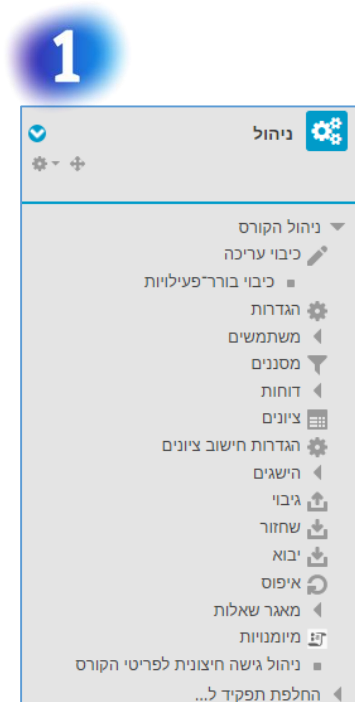 1
ניהול
ניהול הקורס
כיבוי עריכה
כיבוי בורר־פעילויות
הגדרות
משתמשים
מסננים
דוחות
ציונים
הגדרות חישוב ציונים
הישגים
גיבוי
שחזור
יבוא
איפוס
מאגר שאלות
מיומנויות
ניהול גישה חיצונית לפריטי הקורס
החלפת תפקיד ל...